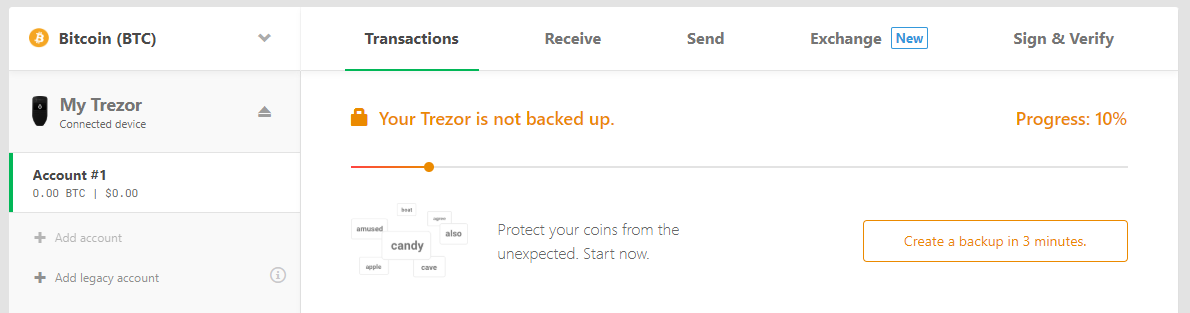 Bitcoin (BTC)
Transactions
Receive
Send
Exchange New
Sign & Verify
My Trezor
Connected device
Account #1
0.00 BTC | $0.00
Add account
Add legacy account
Your Trezor is not backed up.
Progress: 10%
boat
agree
amused
also
candy
apple
cave
Protect your coins from the
unexpected. Start now.
Create a backup in 3 minutes.